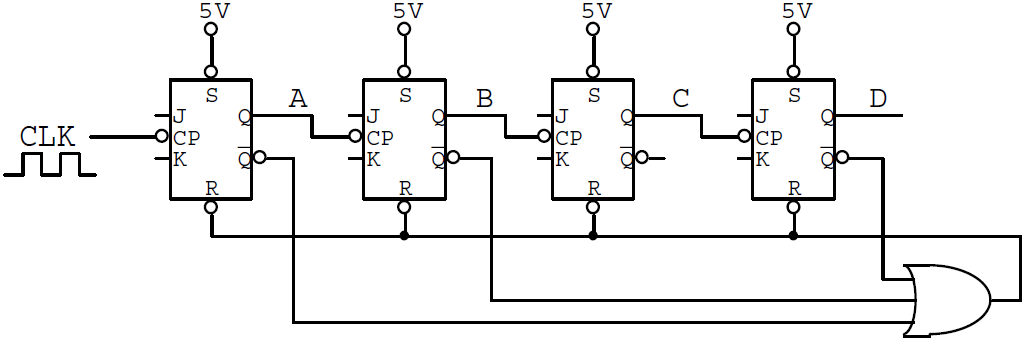 5V 5V 5V 5V
A B C D
S S S S
J Q J Q J Q J Q
CLK CP CP CP CP
K Q̅ K Q̅ K Q̅ K Q̅
R R R R